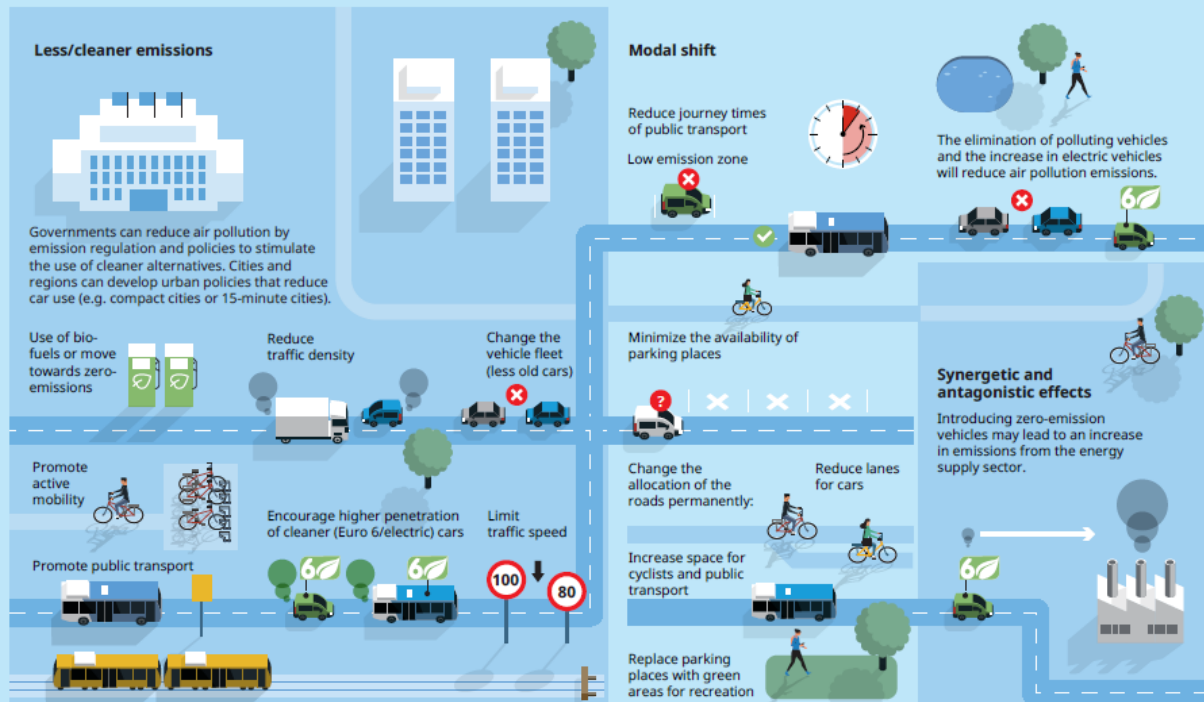 Less/cleaner emissions
Governments can reduce air pollution by
emission regulation and policies to stimulate
the use of cleaner alternatives. Cities and
regions can develop urban policies that reduce
car use (e.g. compact cities or 15-minute cities).
Use of bio-
fuels or move
towards zero-
emissions
Reduce
traffic density
Change the
vehicle fleet
(less old cars)
Promote
active
mobility
Encourage higher penetration
of cleaner (Euro 6/electric) cars
Limit
traffic speed
Promote public transport
6
6
100
80
Modal shift
Reduce journey times
of public transport
Low emission zone
The elimination of polluting vehicles
and the increase in electric vehicles
will reduce air pollution emissions.
6
Minimize the availability of
parking places
?
Change the
allocation of the
roads permanently:
Reduce lanes
for cars
Increase space for
cyclists and public
transport
Replace parking
places with green
areas for recreation
Synergetic and
antagonistic effects
Introducing zero-emission
vehicles may lead to an increase
in emissions from the energy
supply sector.
6